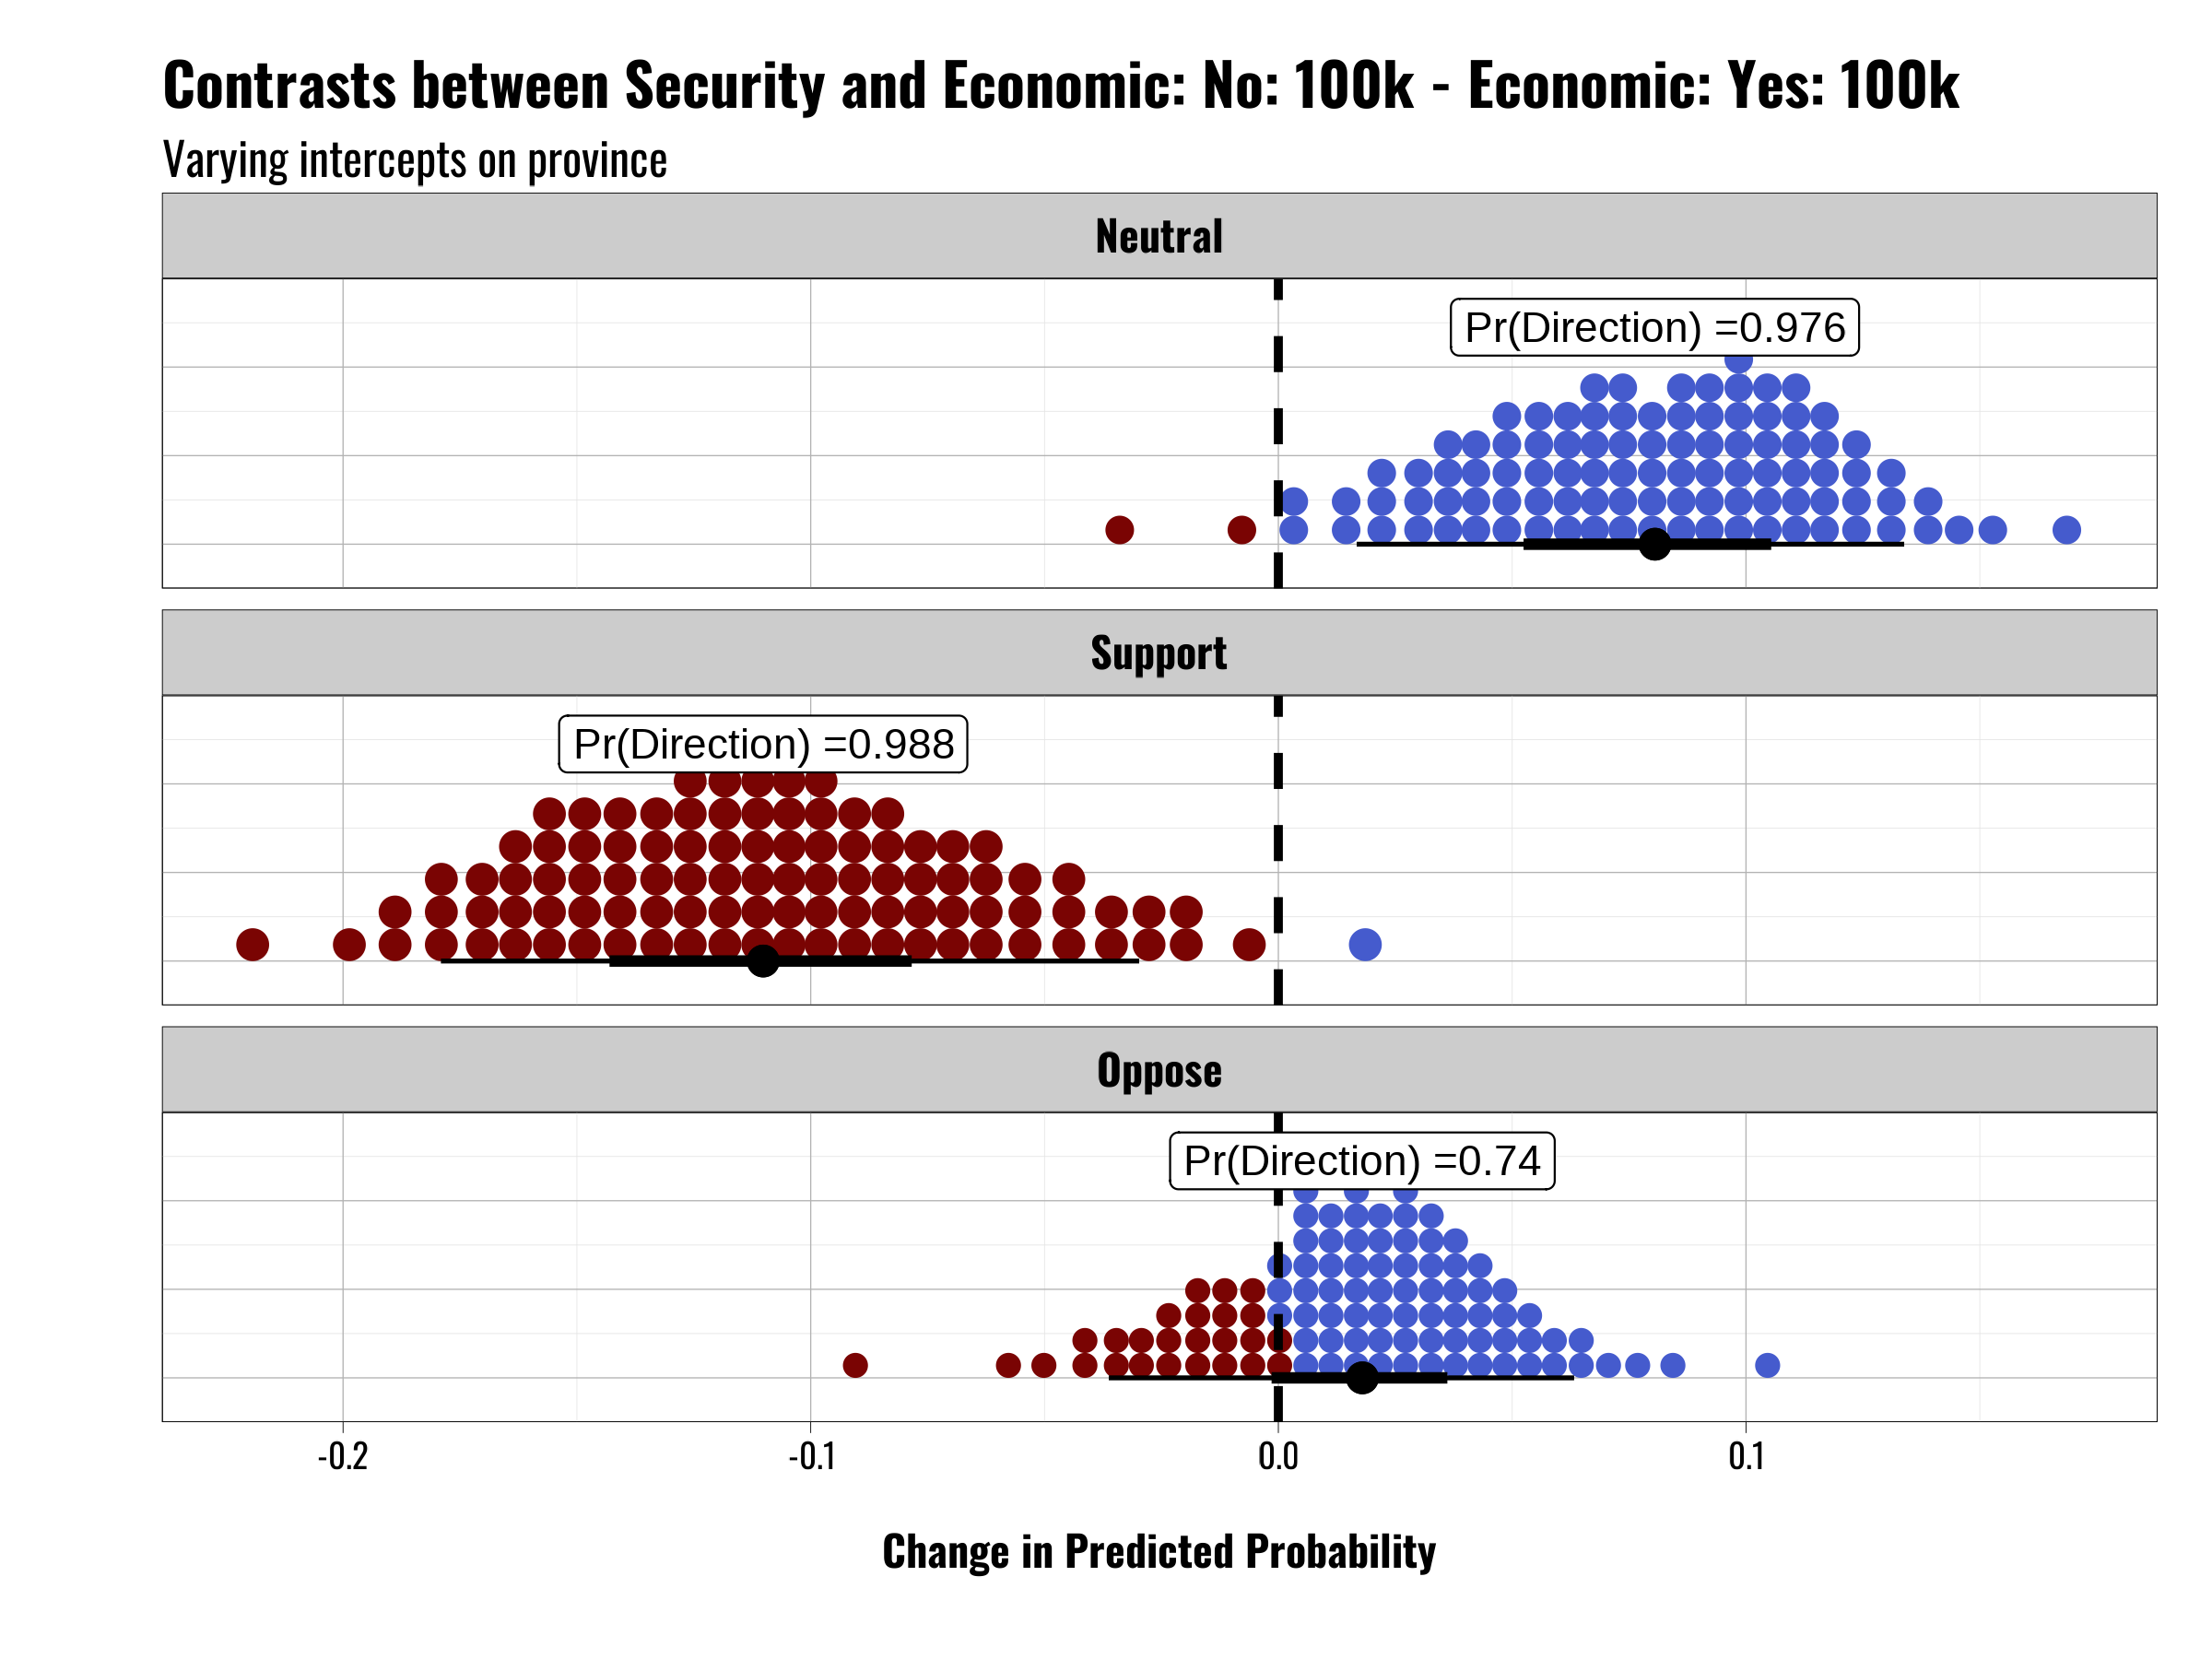 Contrasts between Security and Economic: No: 100k - Economic: Yes: 100k
Varying intercepts on province
Neutral
Pr(Direction) =0.976
Support
Pr(Direction) =0.988
Oppose
Pr(Direction) =0.74
-0.2 -0.1 0.0 0.1
Change in Predicted Probability